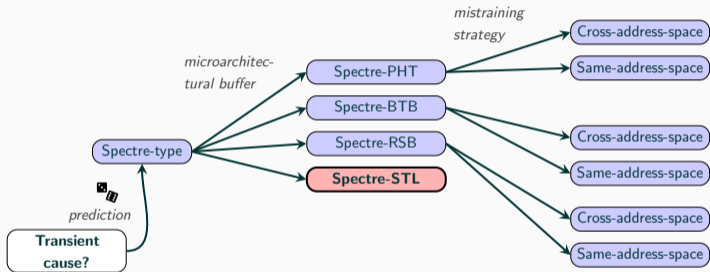 mistraining
strategy
Cross-address-space
microarchitec-
tural buffer
Spectre-PHT
Same-address-space
Spectre-BTB
Spectre-type
Spectre-RSB
Cross-address-space
Spectre-STL
Same-address-space
prediction
Cross-address-space
Transient
cause?
Same-address-space